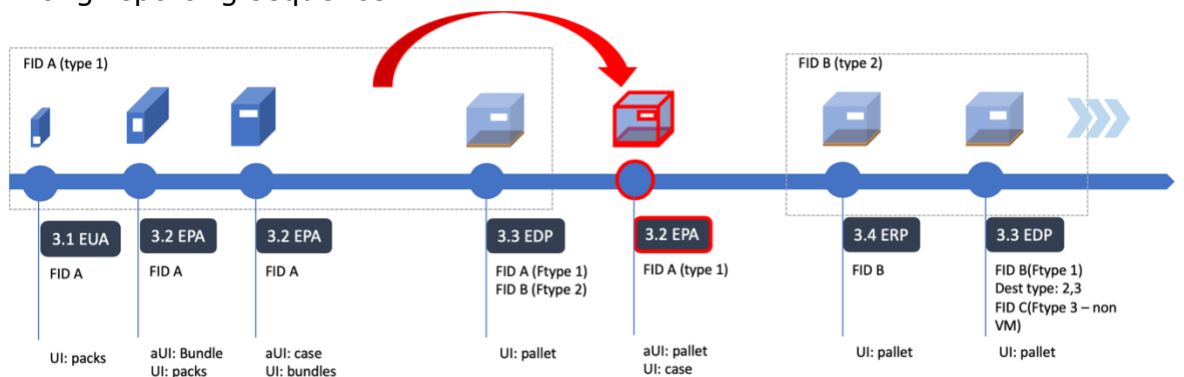 FID A (type 1)
FID B (type 2)
3.1 EUA
3.2 EPA
3.2 EPA
3.3 EDP
3.2 EPA
3.4 ERP
3.3 EDP
FID A
FID A
FID A
FID A (Ftype 1)
FID B (Ftype 2)
FID A (type 1)
FID B
FID B(Ftype 1)
Dest type: 2,3
FID C(Ftype 3 – non
VM)
UI: packs
aUI: Bundle
UI: packs
aUI: case
UI: bundles
UI: pallet
aUI: pallet
UI: case
UI: pallet
UI: pallet